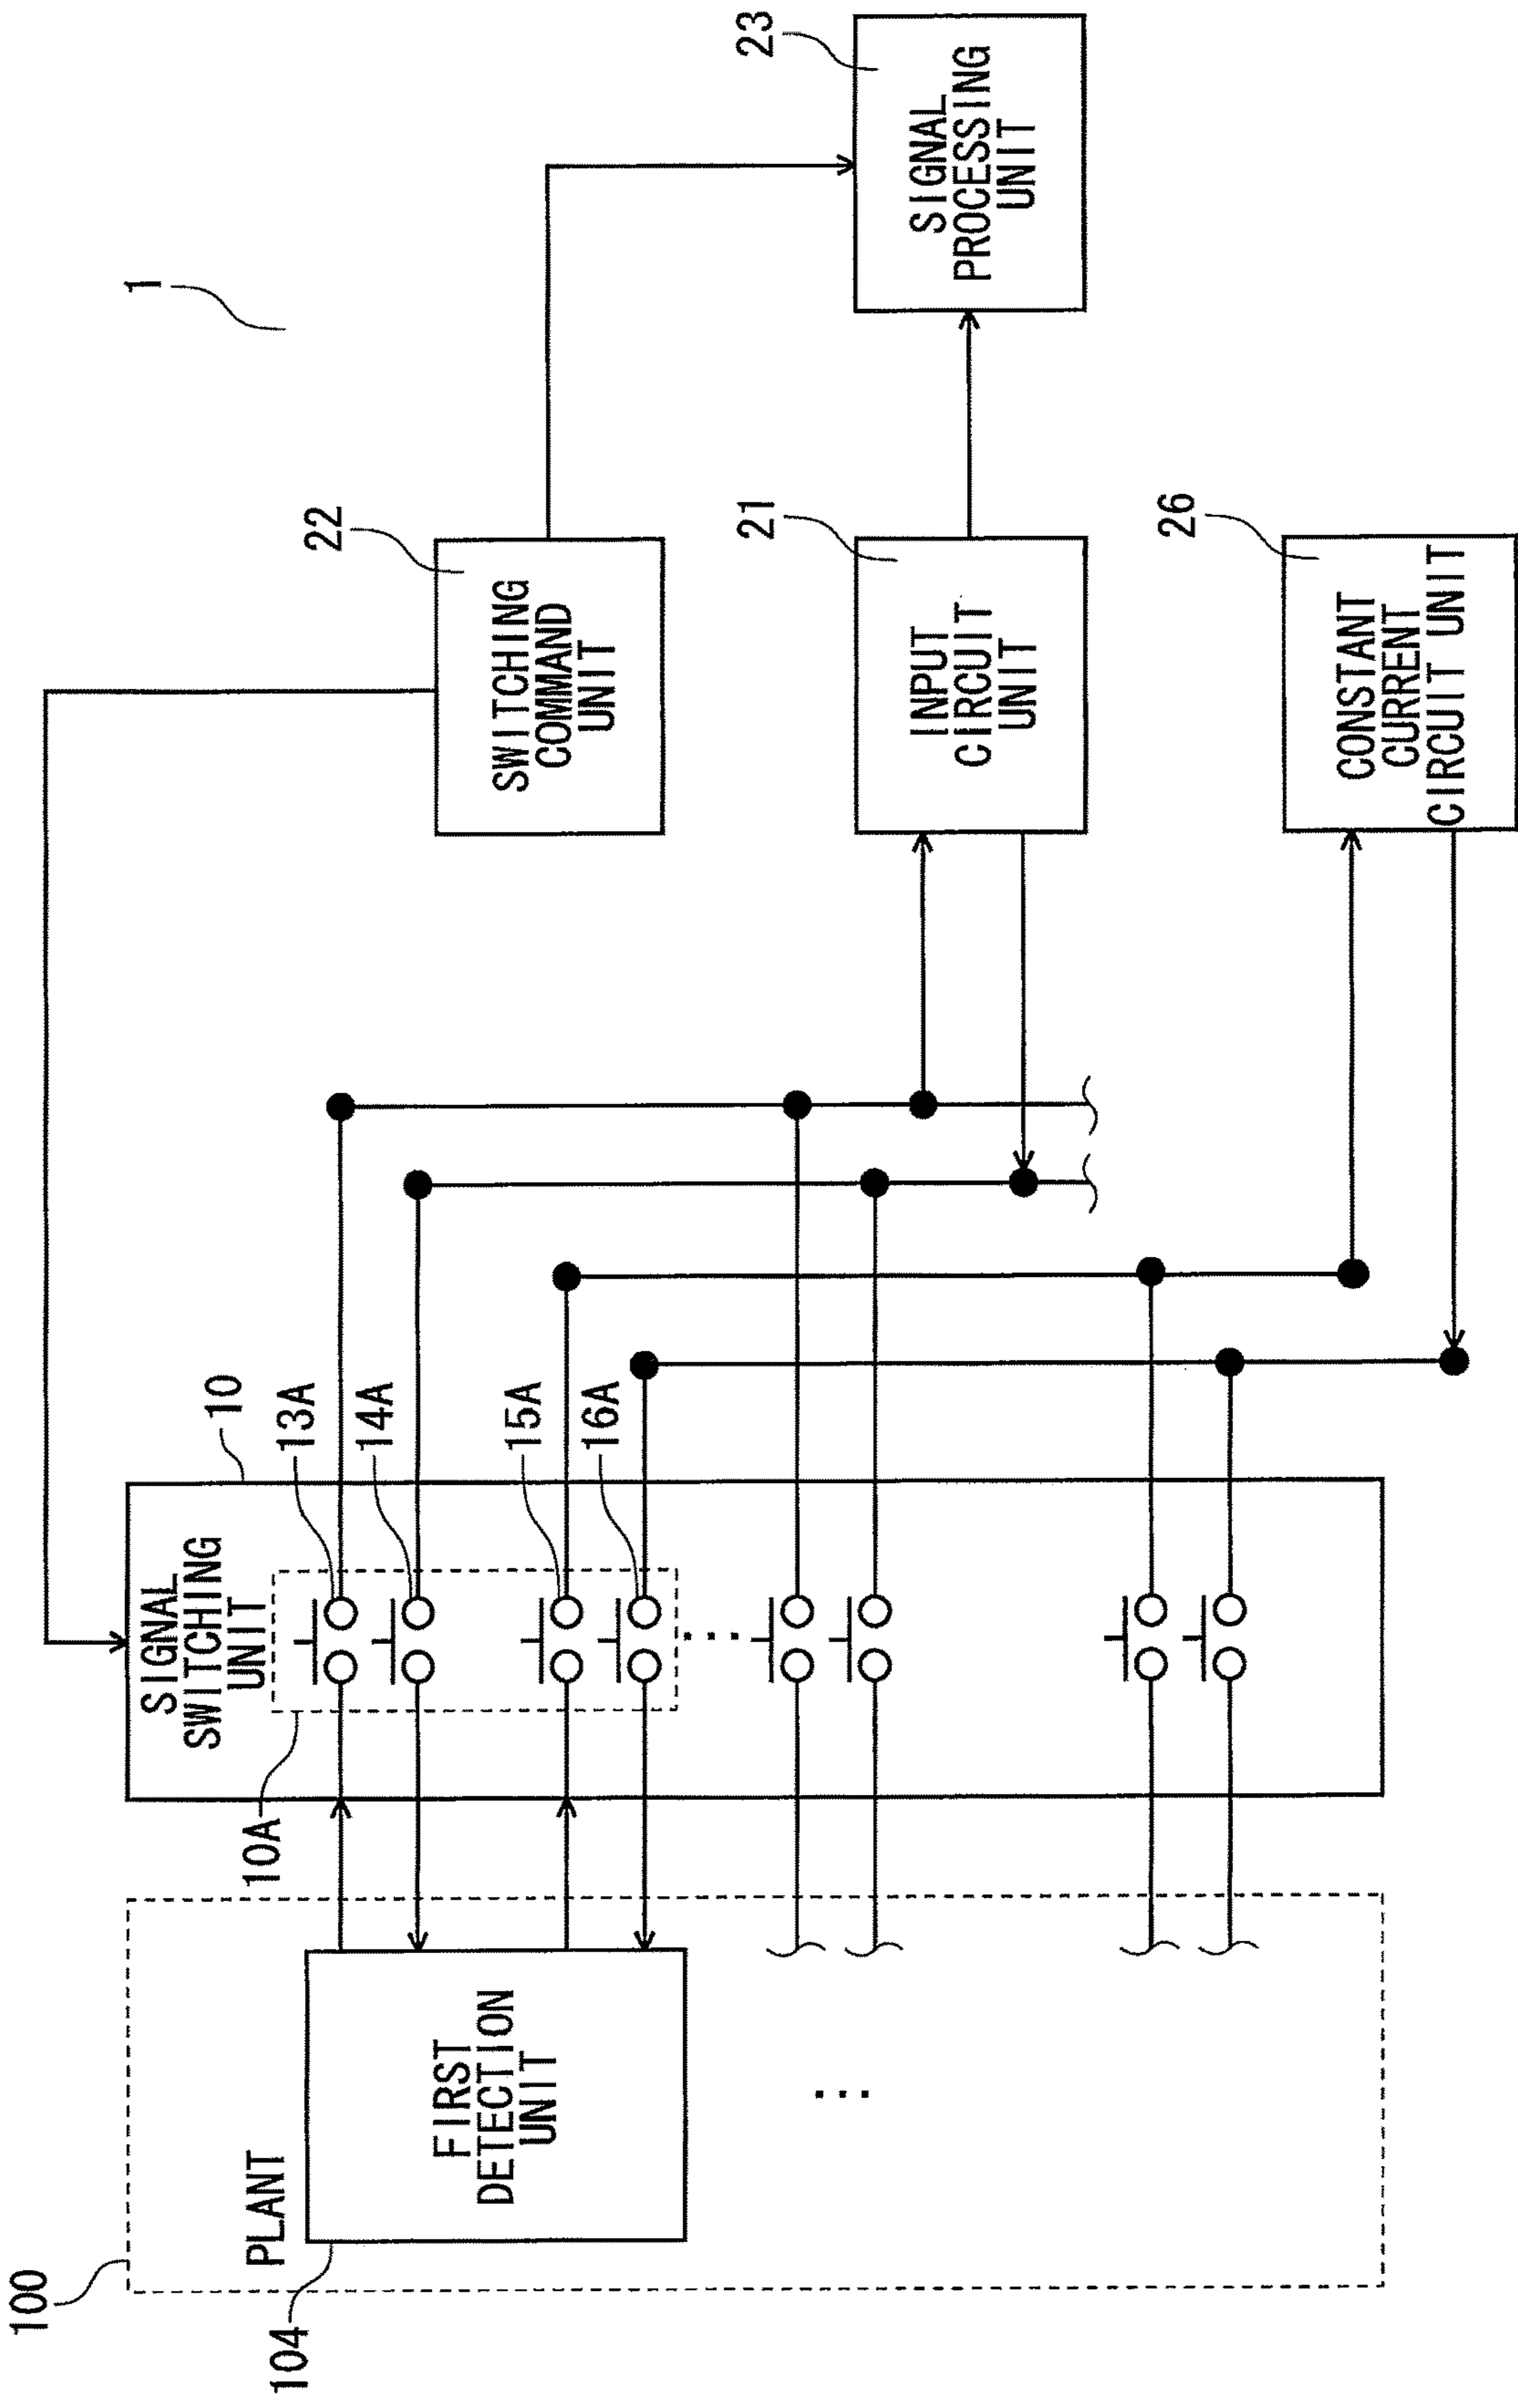 100
PLANT
104
FIRST
DETECTION
UNIT
...
10A
SIGNAL
SWITCHING
UNIT
10
13A
14A
15A
16A
...
22
SWITCHING
COMMAND
UNIT
21
INPUT
CIRCUIT
UNIT
26
CONSTANT
CURRENT
CIRCUIT UNIT
1
23
SIGNAL
PROCESSING
UNIT